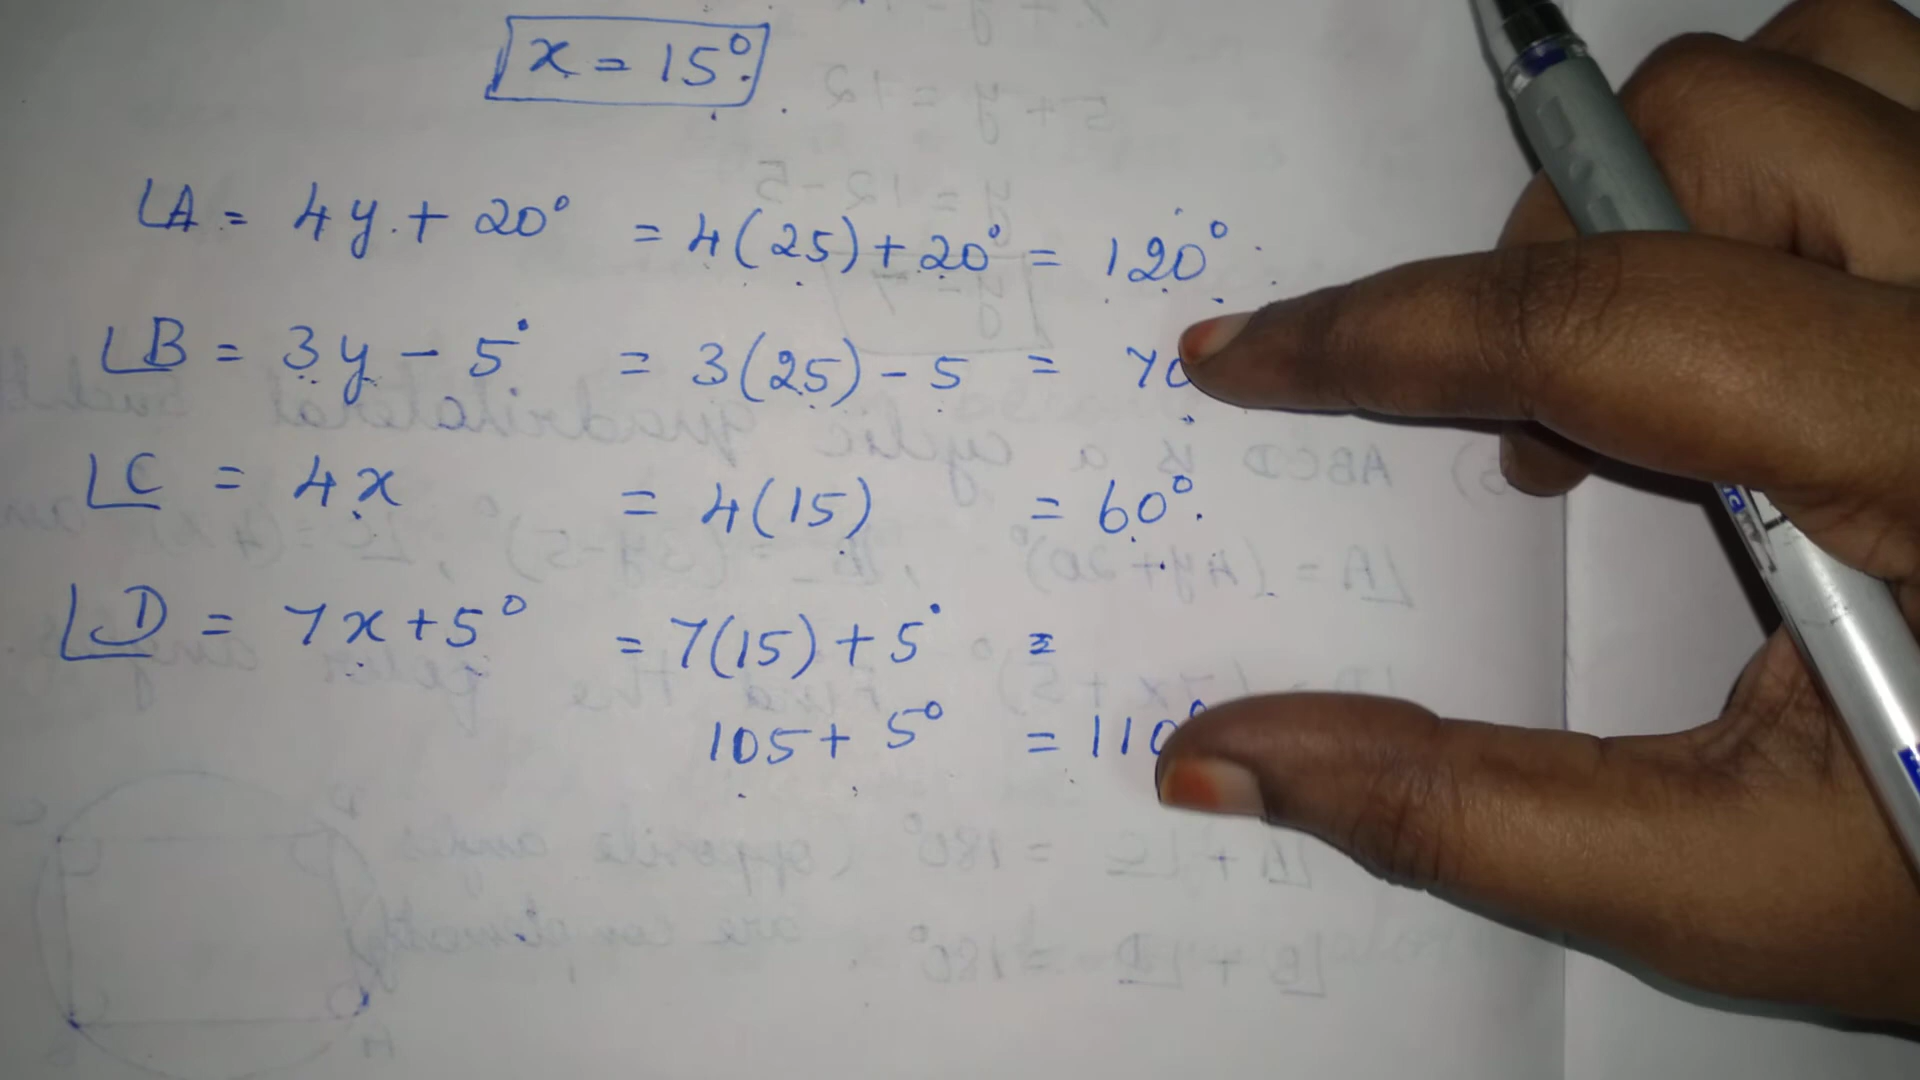 x = 15°
∠A = 4y + 20° = 4(25) + 20° = 120°
∠B = 3y - 5° = 3(25) - 5 = 70
∠C = 4x = 4(15) = 60°
∠D = 7x + 5° = 7(15) + 5° =
105 + 5° = 110°